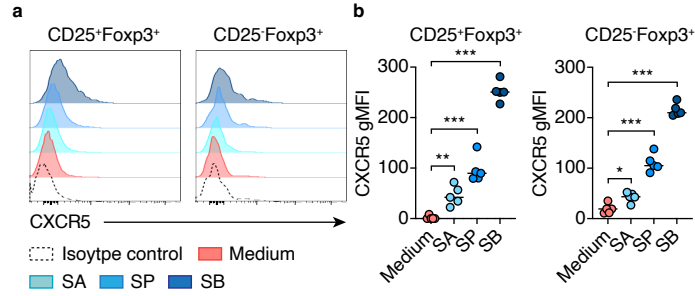 a
CD25+Foxp3+
CD25-Foxp3+
CXCR5
Isoytpe control
Medium
SA
SP
SB
b
CD25+Foxp3+
CXCR5 gMFI
300
200
100
0
***
***
**
Medium
SA
SP
SB
CD25-Foxp3+
CXCR5 gMFI
300
200
100
0
***
***
*
Medium
SA
SP
SB